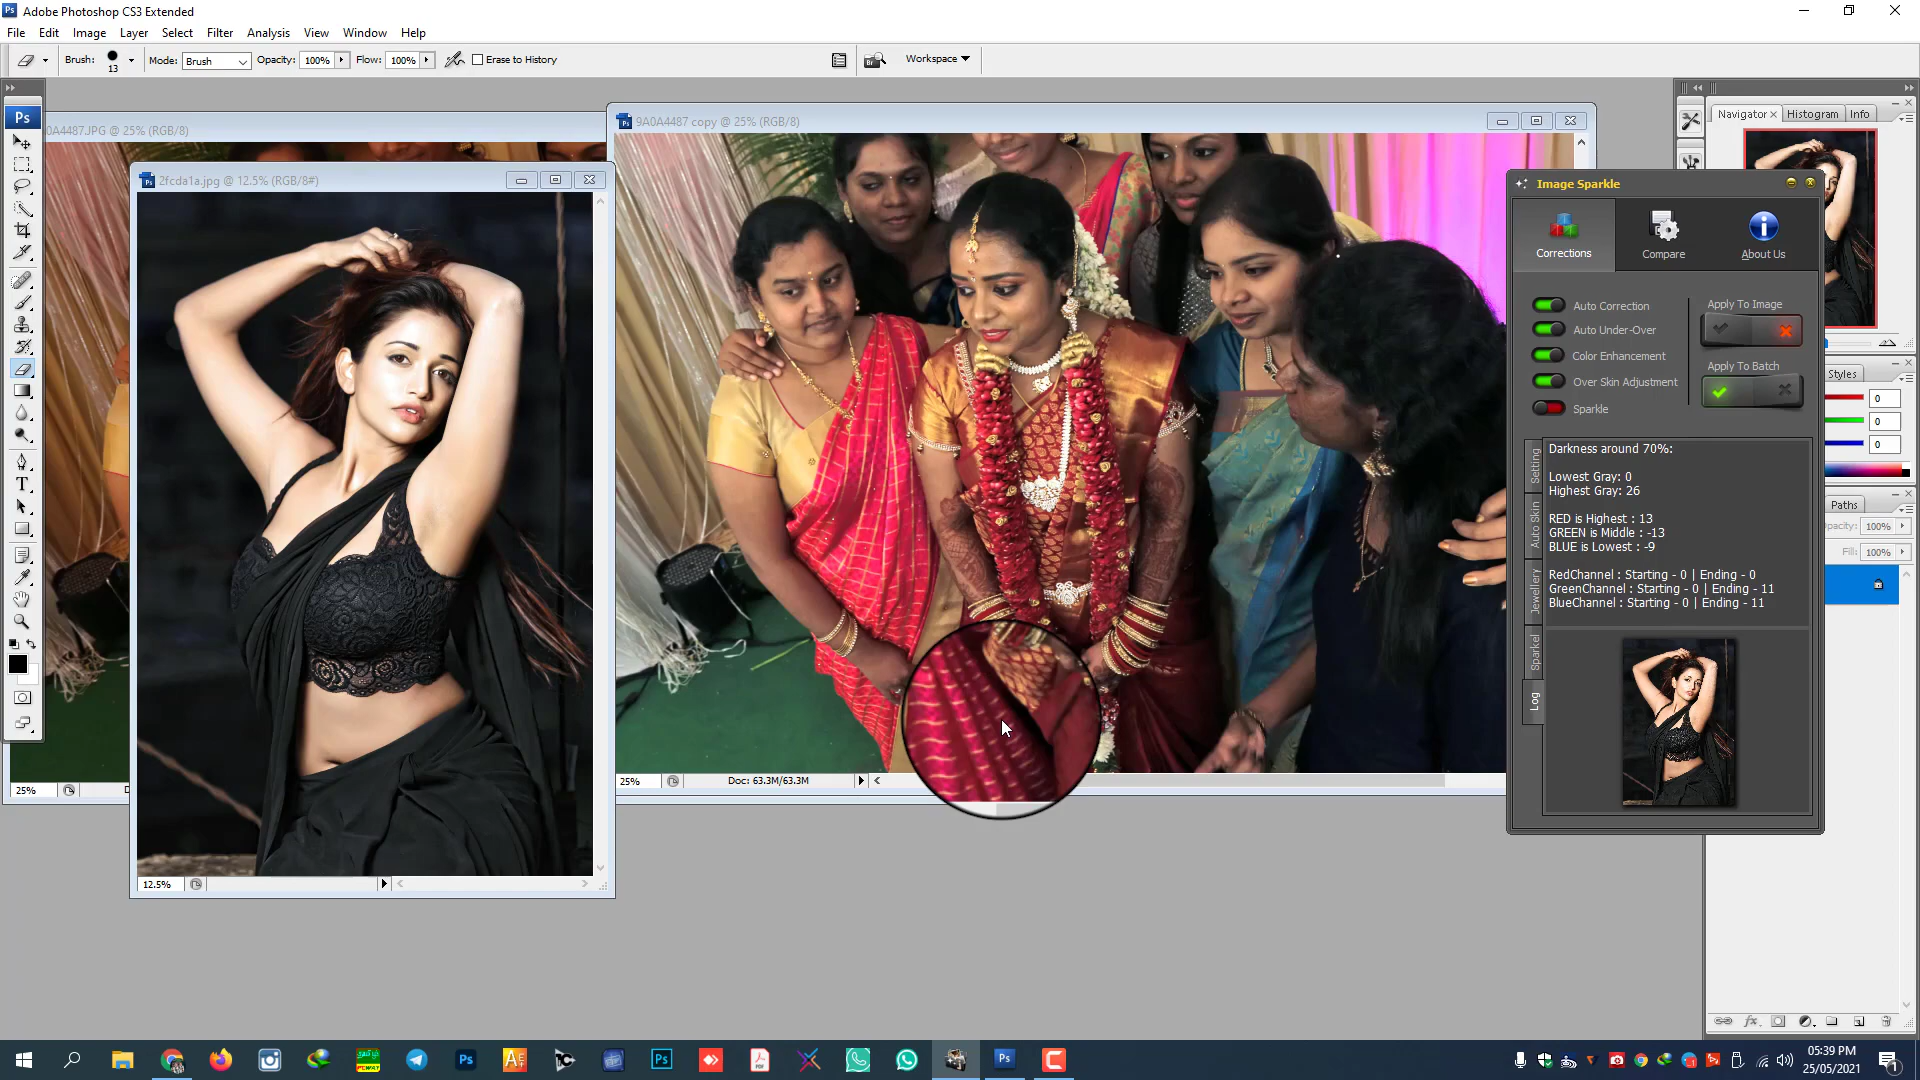 Adobe Photoshop CS3 Extended
File Edit Image Layer Select Filter Analysis View Window Help
Brush: 13 Mode: Brush Opacity: 100% Flow: 100% Erase to History Workspace
Ps
0A4487.JPG @ 25% (RGB/8)
2fcda1a.jpg @ 12.5% (RGB/8#)
9A0A4487 copy @ 25% (RGB/8)
Navigator Histogram Info
Image Sparkle
Corrections Compare About Us
Auto Correction
Auto Under-Over
Color Enhancement
Over Skin Adjustment
Sparkle
Apply To Image
Apply To Batch
Styles
0
0
0
Setting
Auto Skin
Jewellery
Sparkel
Log
Darkness around 70%:
Lowest Gray: 0
Highest Gray: 26
RED is Highest : 13
GREEN is Middle : -13
BLUE is Lowest : -9
RedChannel : Starting - 0 | Ending - 0
GreenChannel : Starting - 0 | Ending - 11
BlueChannel : Starting - 0 | Ending - 11
Paths
Opacity: 100%
Fill: 100%
25%
12.5%
25% Doc: 63.3M/63.3M
05:39 PM
25/05/2021